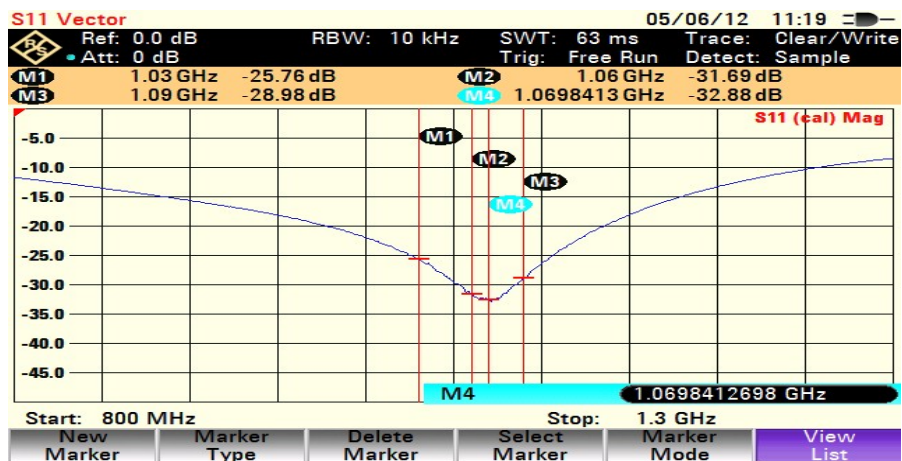 S11 Vector 05/06/12 11:19
Ref: 0.0 dB RBW: 10 kHz SWT: 63 ms Trace: Clear/Write
R&S Att: 0 dB Trig: Free Run Detect: Sample
M1 1.03 GHz -25.76 dB M2 1.06 GHz -31.69 dB
M3 1.09 GHz -28.98 dB M4 1.0698413 GHz -32.88 dB
S11 (cal) Mag
-5.0
M1
M2
-10.0
M3
-15.0
M4
-20.0
-25.0
-30.0
-35.0
-40.0
-45.0
M4 1.0698412698 GHz
Start: 800 MHz Stop: 1.3 GHz
New Marker Delete Select Marker View
Marker Type Marker Marker Mode List